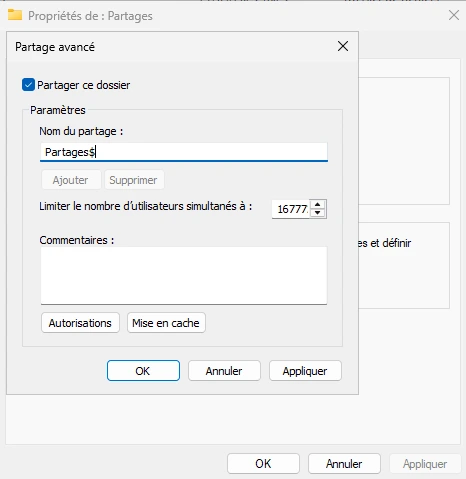 Propriétés de : Partages
Partage avancé
Partager ce dossier
Paramètres
Nom du partage :
Partages$
Ajouter
Supprimer
Limiter le nombre d'utilisateurs simultanés à :
16777
es et définir
Commentaires :
Autorisations
Mise en cache
OK
Annuler
Appliquer
OK
Annuler
Appliquer